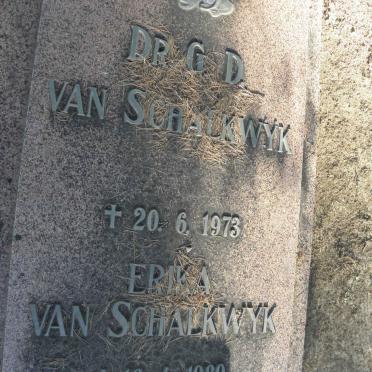 DR G. D.
VAN SCHALKWYK
✝ 20. 6. 1973
ERIKA
VAN SCHALKWYK